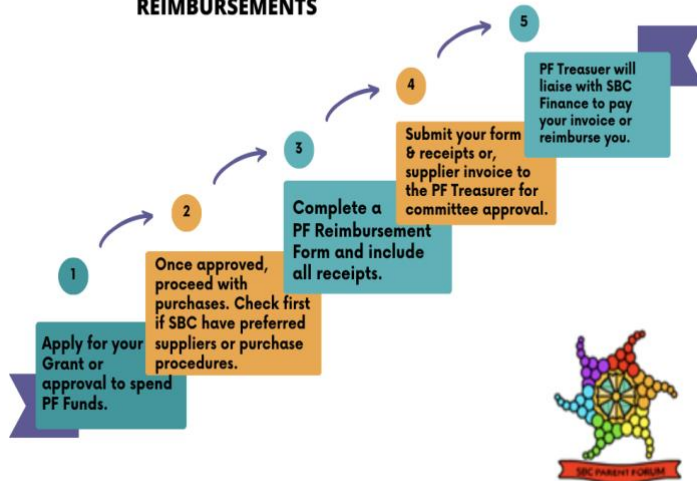 REIMBURSEMENTS
1
Apply for your
Grant or
approval to spend
PF Funds.
2
Once approved,
proceed with
purchases. Check first
if SBC have preferred
suppliers or purchase
procedures.
3
Complete a
PF Reimbursement
Form and include
all receipts.
4
Submit your form
& receipts or,
supplier invoice to
the PF Treasurer for
committee approval.
5
PF Treasuer will
liaise with SBC
Finance to pay
your invoice or
reimburse you.
SBC PARENT FORUM